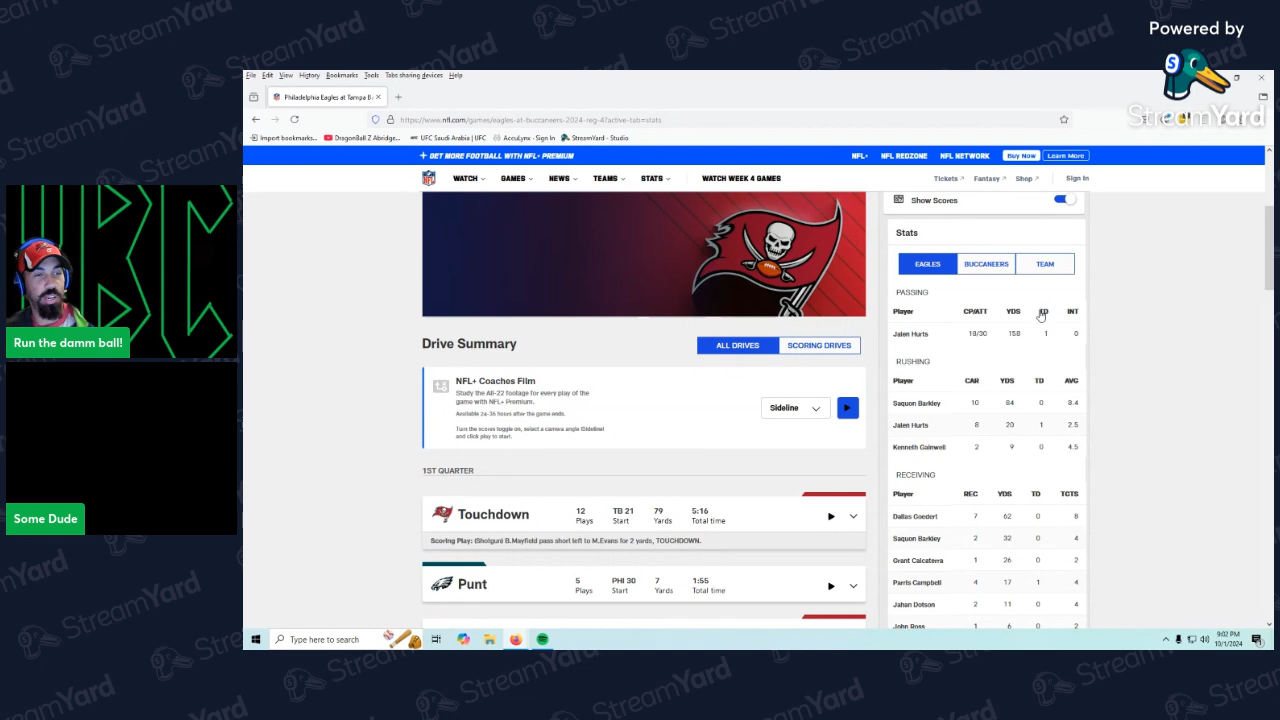 Powered by
StreamYard
File Edit View History Bookmarks Tools Tabs sharing devices Help
Philadelphia Eagles at Tampa B
https://www.nfl.com/games/eagles-at-buccaneers-2024-reg-4?active-tab=stats
Import bookmarks... DragonBall Z Abridge... UFC Saudi Arabia | UFC AccuLynx - Sign In StreamYard - Studio
GET MORE FOOTBALL WITH NFL+ PREMIUM NFL+ NFL REDZONE NFL NETWORK Buy Now Learn More
WATCH GAMES NEWS TEAMS STATS WATCH WEEK 4 GAMES Tickets Fantasy Shop Sign In
Show Scores
Stats
EAGLES BUCCANEERS TEAM
PASSING
Player CP/ATT YDS TD INT
Jalen Hurts 18/30 158 1 0
RUSHING
Player CAR YDS TD AVG
Saquon Barkley 10 84 0 8.4
Jalen Hurts 8 20 1 2.5
Kenneth Gainwell 2 9 0 4.5
RECEIVING
Player REC YDS TD TGTS
Dallas Goedert 7 62 0 8
Saquon Barkley 2 32 0 4
Grant Calcaterra 1 26 0 2
Parris Campbell 4 17 1 4
Jahan Dotson 2 11 0 4
John Ross 1 6 0 2
Drive Summary
ALL DRIVES SCORING DRIVES
NFL+ Coaches Film
Study the All-22 footage for every play of the
game with NFL+ Premium.
Available 24-36 hours after the game ends.
Turn the scores toggle on, select a camera angle (Sideline)
and click play to start.
Sideline
1ST QUARTER
Touchdown 12 Plays TB 21 Start 79 Yards 5:16 Total time
Scoring Play: (Shotgun) B.Mayfield pass short left to M.Evans for 2 yards, TOUCHDOWN.
Punt 5 Plays PHI 30 Start 7 Yards 1:55 Total time
Type here to search
9:02 PM
10/1/2024
Run the damm ball!
Some Dude